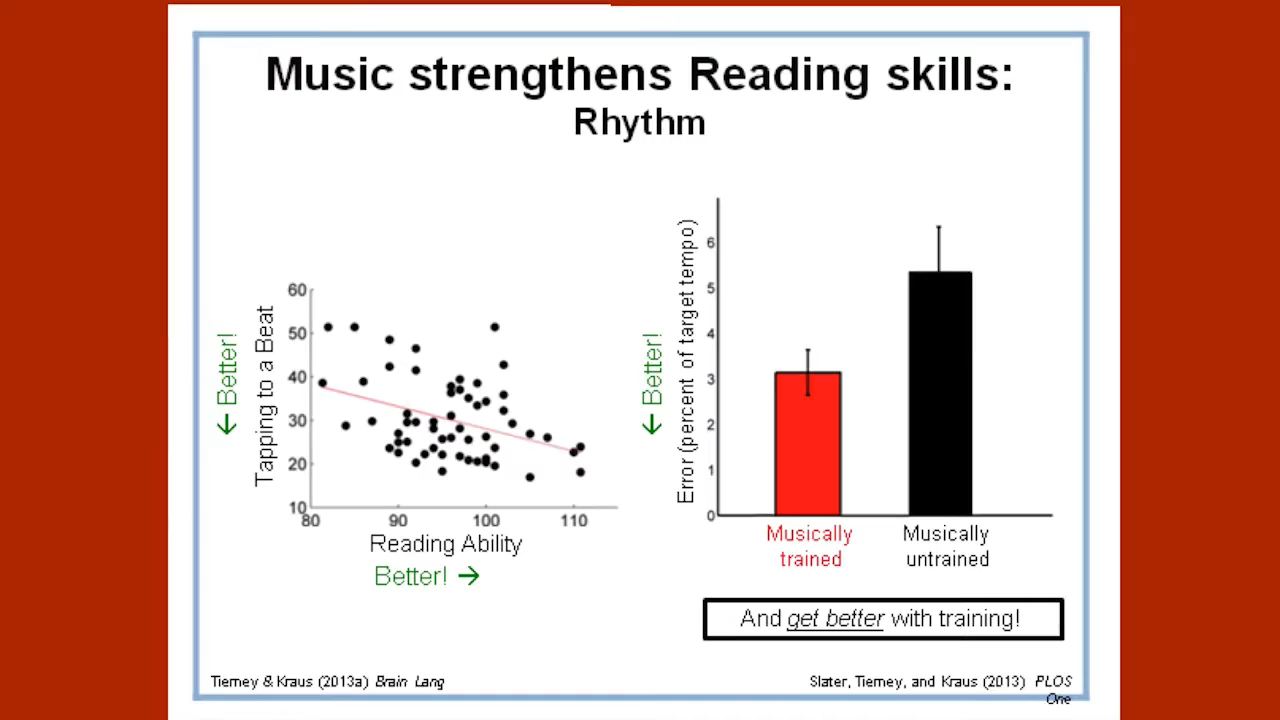 Music strengthens Reading skills:
Rhythm
← Better!
Tapping to a Beat
60
50
40
30
20
10
80 90 100 110
Reading Ability
Better! →
← Better!
Error (percent of target tempo)
6
5
4
3
2
1
0
Musically
trained
Musically
untrained
And get better with training!
Tierney & Kraus (2013a) Brain Lang
Slater, Tierney, and Kraus (2013) PLOS
One